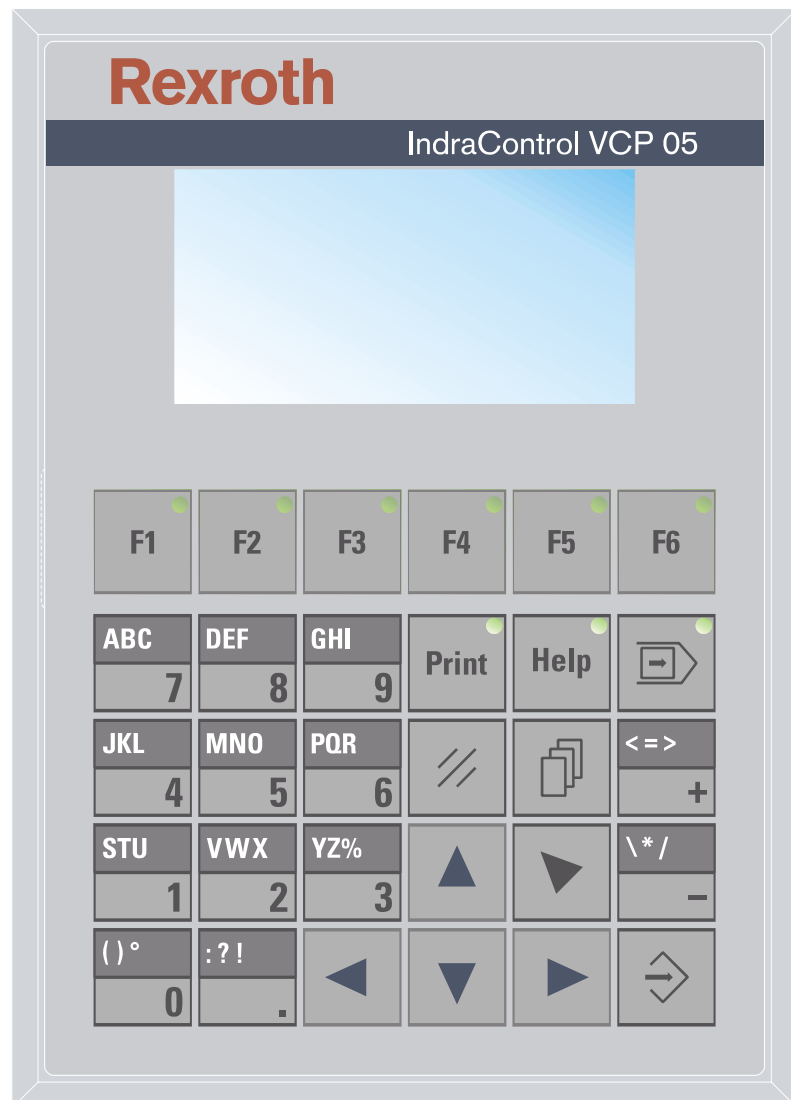 Rexroth
IndraControl VCP 05
F1 F2 F3 F4 F5 F6
ABC DEF GHI
7 8 9 Print Help
JKL MNO PQR < = >
4 5 6 +
STU VWX YZ% \ * /
1 2 3 −
( ) ° : ? !
0 .